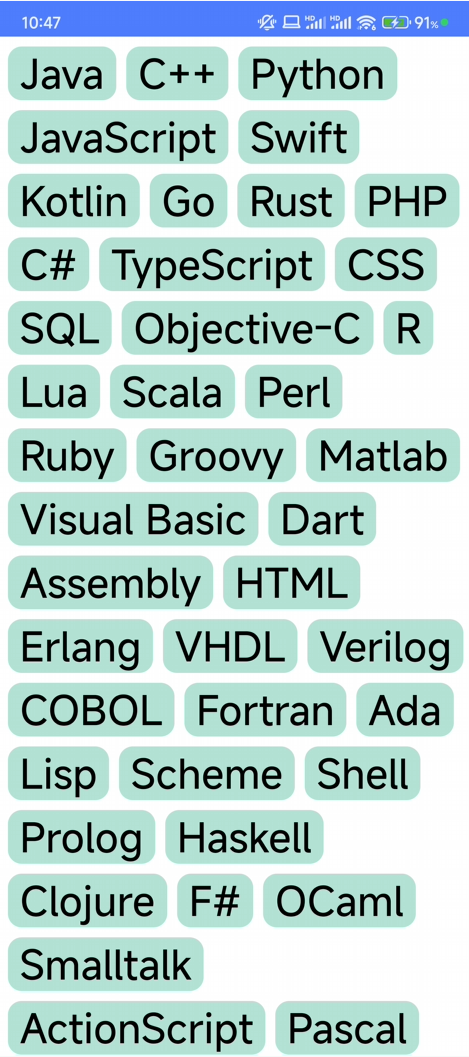 10:47 HD HD 91%
Java C++ Python
JavaScript Swift
Kotlin Go Rust PHP
C# TypeScript CSS
SQL Objective-C R
Lua Scala Perl
Ruby Groovy Matlab
Visual Basic Dart
Assembly HTML
Erlang VHDL Verilog
COBOL Fortran Ada
Lisp Scheme Shell
Prolog Haskell
Clojure F# OCaml
Smalltalk
ActionScript Pascal